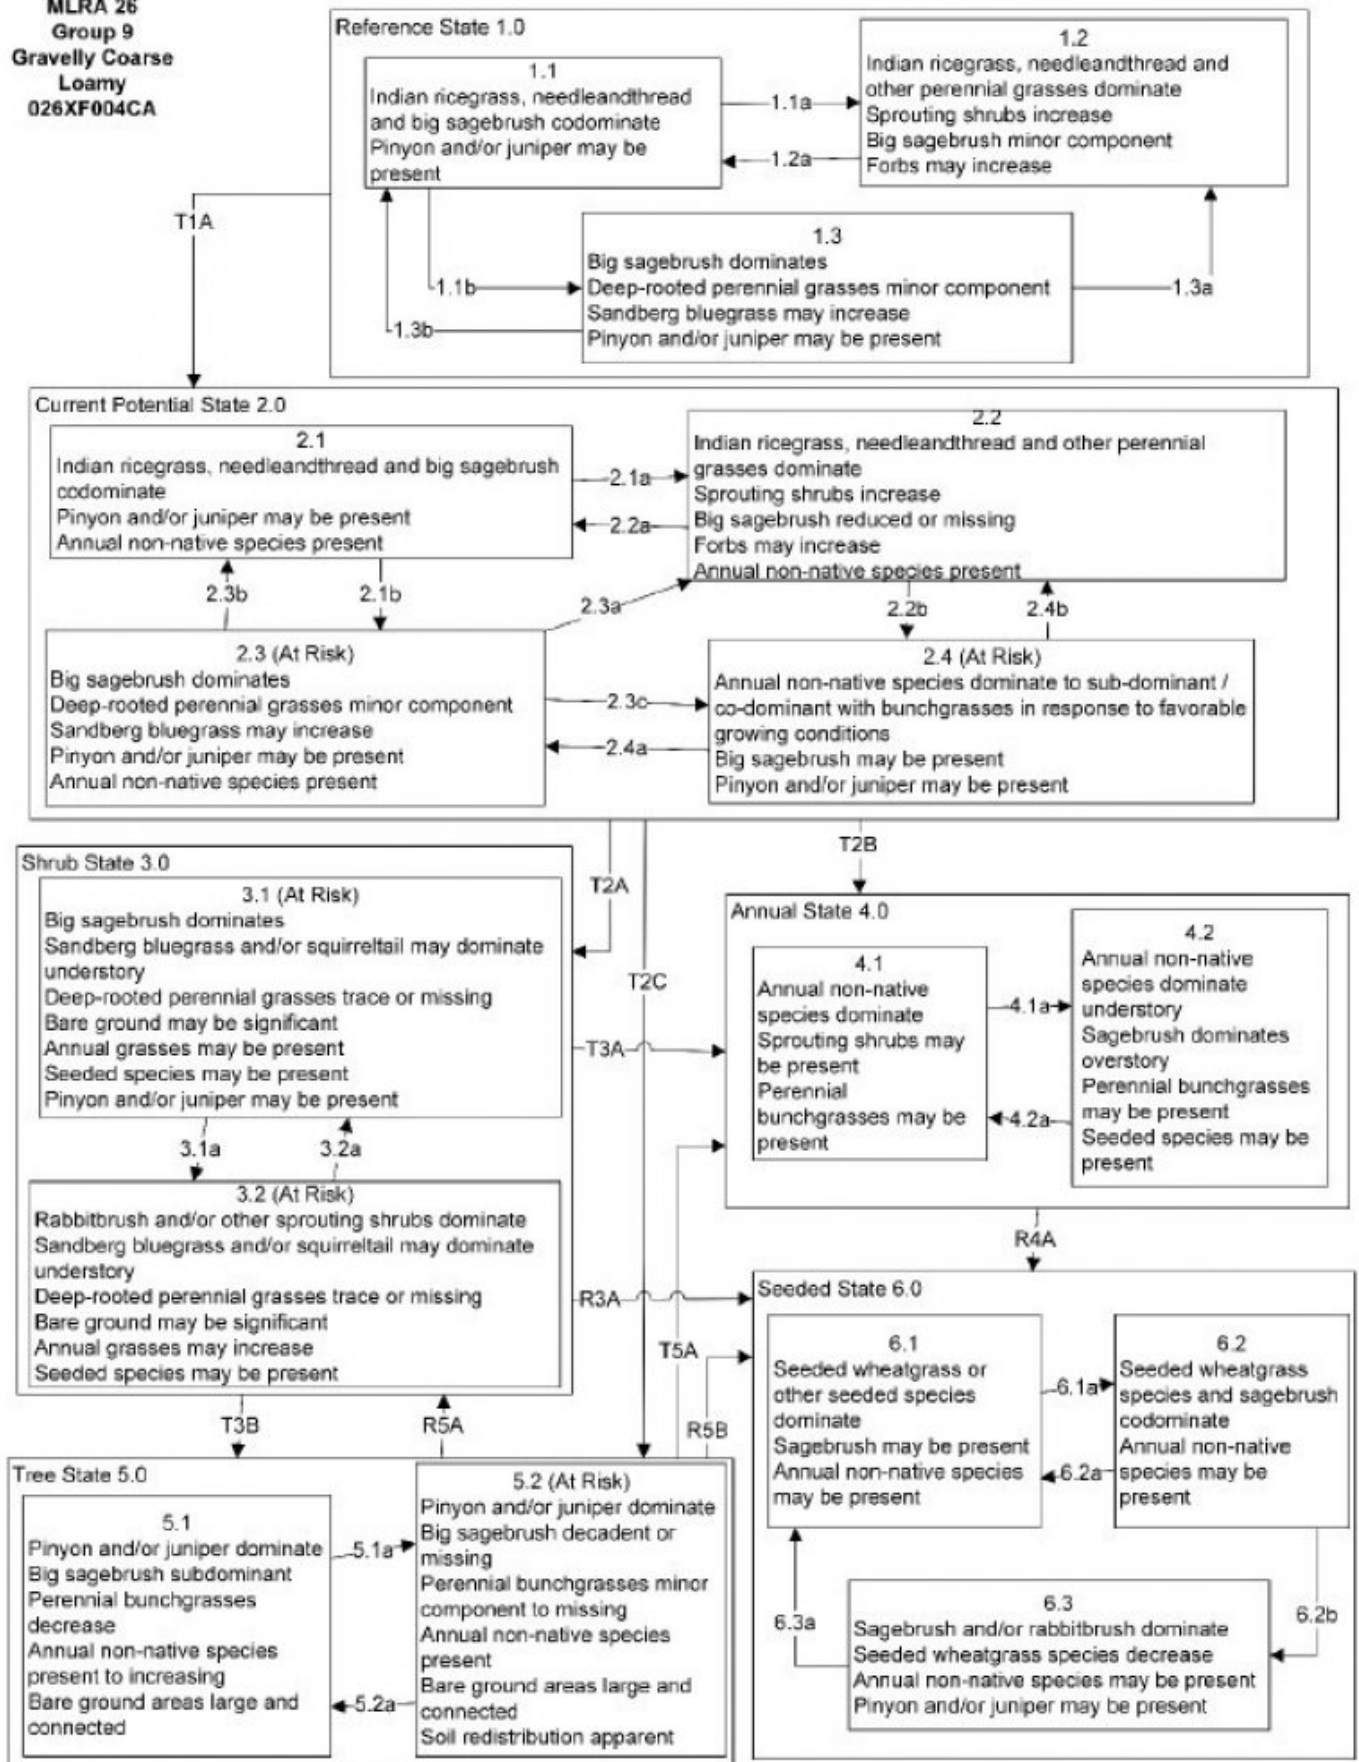 MLRA 26
Group 9
Gravelly Coarse
Loamy
026XF004CA
Reference State 1.0
1.1
Indian ricegrass, needleandthread
and big sagebrush codominate
Pinyon and/or juniper may be
present
1.1a
1.2a
1.2
Indian ricegrass, needleandthread and
other perennial grasses dominate
Sprouting shrubs increase
Big sagebrush minor component
Forbs may increase
T1A
1.1b
1.3b
1.3
Big sagebrush dominates
Deep-rooted perennial grasses minor component
Sandberg bluegrass may increase
Pinyon and/or juniper may be present
1.3a
Current Potential State 2.0
2.1
Indian ricegrass, needleandthread and big sagebrush
codominate
Pinyon and/or juniper may be present
Annual non-native species present
2.1a
2.2a
2.2
Indian ricegrass, needleandthread and other perennial
grasses dominate
Sprouting shrubs increase
Big sagebrush reduced or missing
Forbs may increase
Annual non-native species present
2.3b
2.1b
2.3a
2.2b
2.4b
2.3 (At Risk)
Big sagebrush dominates
Deep-rooted perennial grasses minor component
Sandberg bluegrass may increase
Pinyon and/or juniper may be present
Annual non-native species present
2.3c
2.4a
2.4 (At Risk)
Annual non-native species dominate to sub-dominant /
co-dominant with bunchgrasses in response to favorable
growing conditions
Big sagebrush may be present
Pinyon and/or juniper may be present
T2A
T2C
T2B
Shrub State 3.0
3.1 (At Risk)
Big sagebrush dominates
Sandberg bluegrass and/or squirreltail may dominate
understory
Deep-rooted perennial grasses trace or missing
Bare ground may be significant
Annual grasses may be present
Seeded species may be present
Pinyon and/or juniper may be present
3.1a
3.2a
3.2 (At Risk)
Rabbitbrush and/or other sprouting shrubs dominate
Sandberg bluegrass and/or squirreltail may dominate
understory
Deep-rooted perennial grasses trace or missing
Bare ground may be significant
Annual grasses may increase
Seeded species may be present
T3A
R3A
Annual State 4.0
4.1
Annual non-native
species dominate
Sprouting shrubs may
be present
Perennial
bunchgrasses may be
present
4.1a
4.2a
4.2
Annual non-native
species dominate
understory
Sagebrush dominates
overstory
Perennial bunchgrasses
may be present
Seeded species may be
present
R4A
T5A
R5B
T3B
R5A
Tree State 5.0
5.1
Pinyon and/or juniper dominate
Big sagebrush subdominant
Perennial bunchgrasses
decrease
Annual non-native species
present to increasing
Bare ground areas large and
connected
5.1a
5.2a
5.2 (At Risk)
Pinyon and/or juniper dominate
Big sagebrush decadent or
missing
Perennial bunchgrasses minor
component to missing
Annual non-native species
present
Bare ground areas large and
connected
Soil redistribution apparent
Seeded State 6.0
6.1
Seeded wheatgrass or
other seeded species
dominate
Sagebrush may be present
Annual non-native species
may be present
6.1a
6.2a
6.2
Seeded wheatgrass
species and sagebrush
codominate
Annual non-native
species may be
present
6.3a
6.2b
6.3
Sagebrush and/or rabbitbrush dominate
Seeded wheatgrass species decrease
Annual non-native species may be present
Pinyon and/or juniper may be present